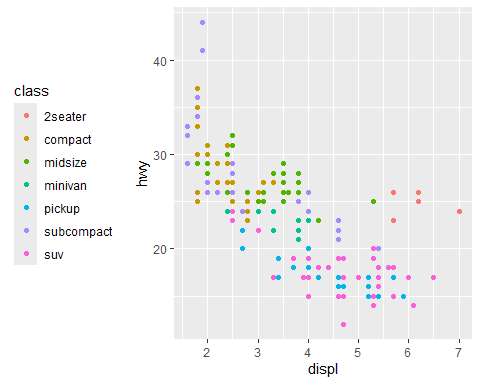 class
2seater
compact
midsize
minivan
pickup
subcompact
suv
hwy
40
30
20
2 3 4 5 6 7
displ